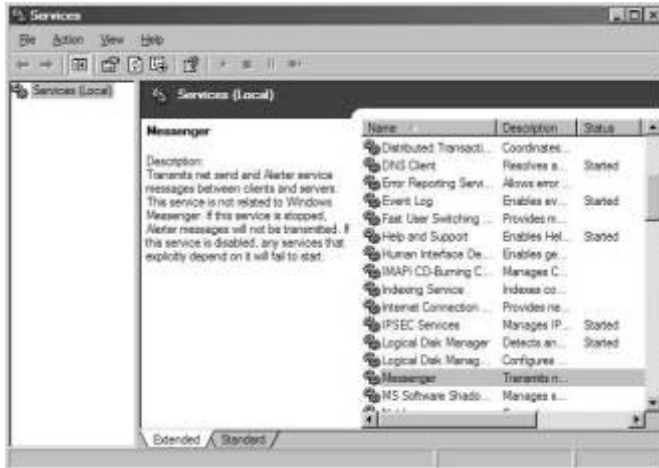 Services
File Action View Help
Services (Local)
Services (Local)
Messenger
Description:
Transmits net send and Alerter service
messages between clients and servers.
This service is not related to Windows
Messenger. If this service is stopped,
Alerter messages will not be transmitted. If
this service is disabled, any services that
explicitly depend on it will fail to start.
Name Description Status
Distributed Transacti... Coordinates...
DNS Client Resolves a... Started
Error Reporting Servi... Allows error...
Event Log Enables ev... Started
Fast User Switching... Provides m...
Help and Support Enables Hel... Started
Human Interface De... Enables ge...
IMAPI CD-Burning C... Manages C...
Indexing Service Indexes co...
Internet Connection... Provides ne...
IPSEC Services Manages IP... Started
Logical Disk Manager Detects an... Started
Logical Disk Manag... Configures...
Messenger Transmits n...
MS Software Shado... Manages s...
Extended Standard